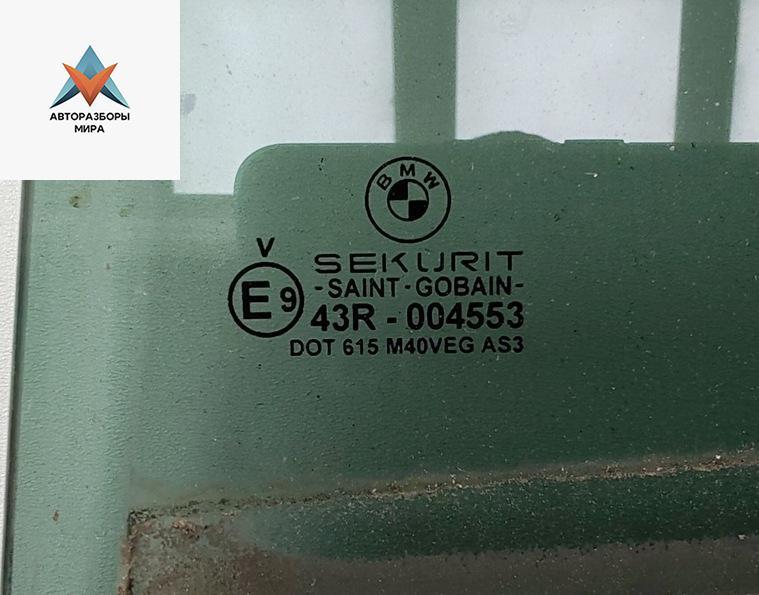 АВТОРАЗБОРЫ
МИРА
BMW
V
SEKURIT
E9
-SAINT-GOBAIN-
43R - 004553
DOT 615 M40VEG AS3